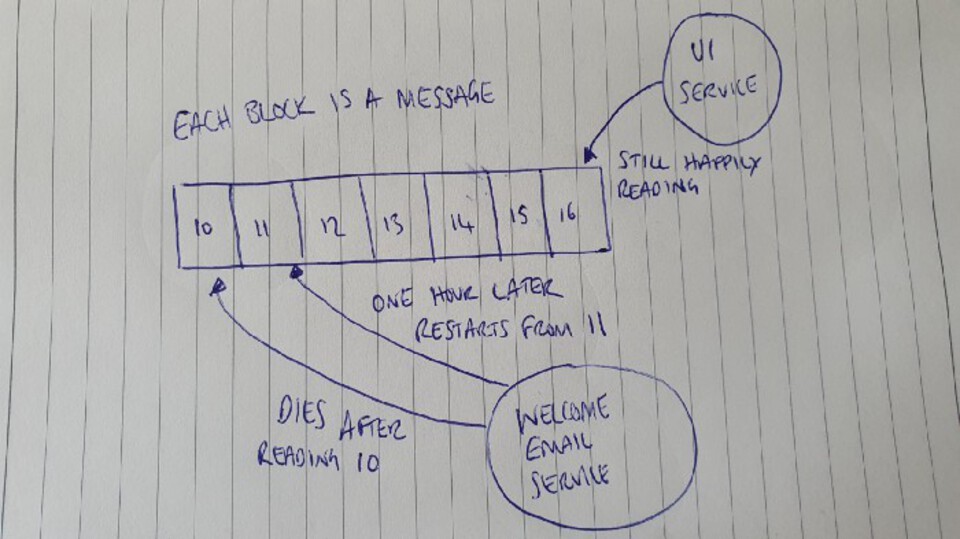 UI
SERVICE
EACH BLOCK IS A MESSAGE
STILL HAPPILY
READING
10 11 12 13 14 15 16
ONE HOUR LATER
RESTARTS FROM 11
DIES AFTER
READING 10
WELCOME
EMAIL
SERVICE